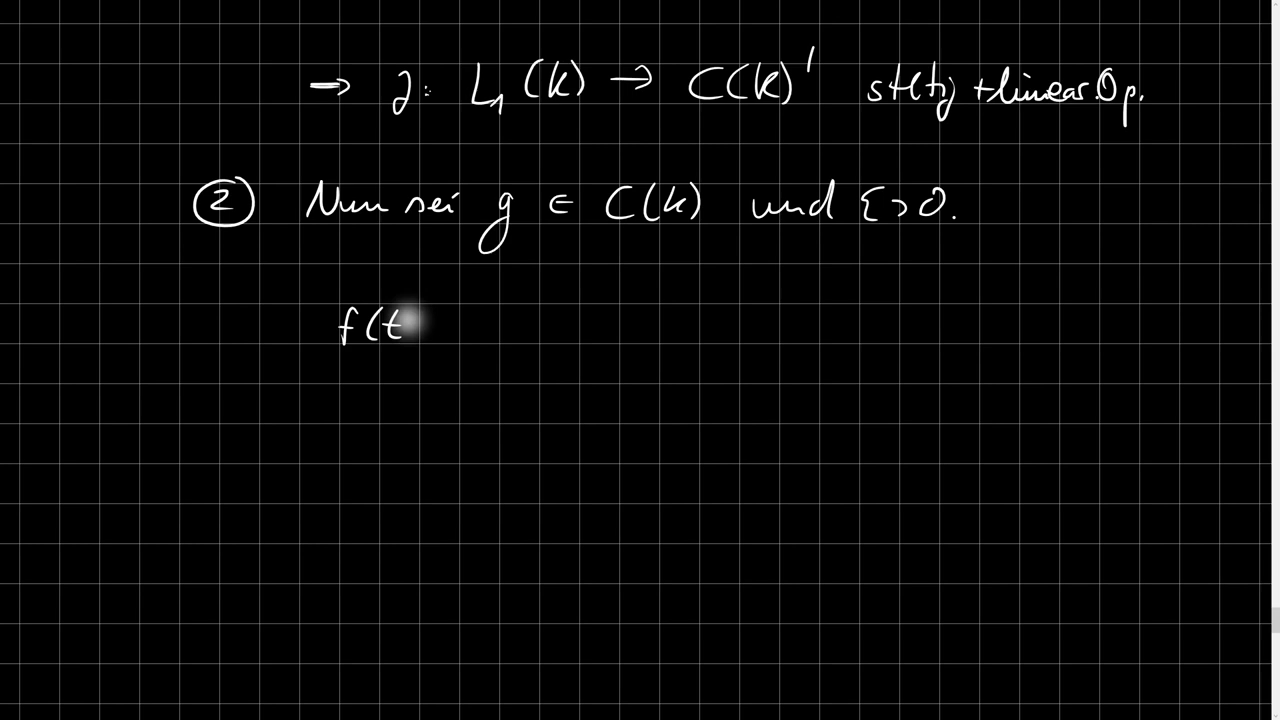 ⇒ J: L₁(K) → C(K)' stetig + linear. Op.
② Nun sei g ∈ C(K) und ε > 0.
f(t